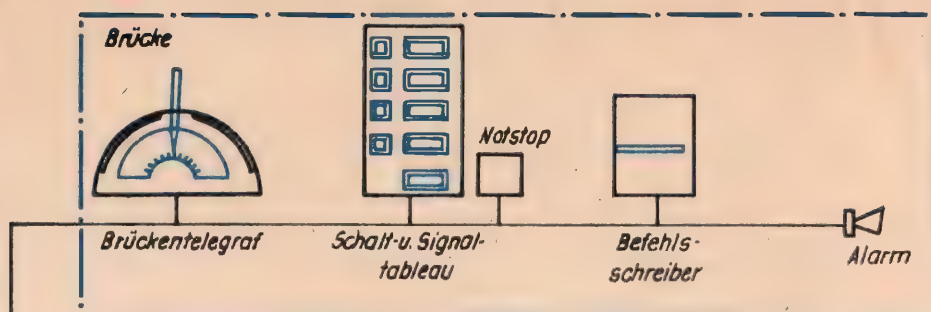 Brücke
Notstop
Brückentelegraf
Schalt-u. Signal-
tableau
Befehls-
schreiber
Alarm